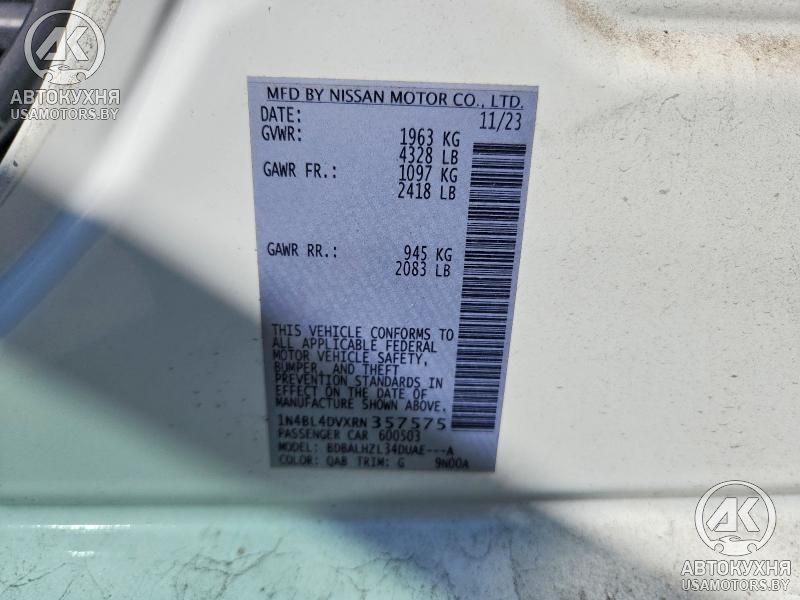 AK
АВТОКУХНЯ
USAMOTORS.BY
MFD BY NISSAN MOTOR CO., LTD.
DATE: 11/23
GVWR: 1963 KG
4328 LB
GAWR FR.: 1097 KG
2418 LB
GAWR RR.: 945 KG
2083 LB
THIS VEHICLE CONFORMS TO
ALL APPLICABLE FEDERAL
MOTOR VEHICLE SAFETY,
BUMPER, AND THEFT
PREVENTION STANDARDS IN
EFFECT ON THE DATE OF
MANUFACTURE SHOWN ABOVE.
1N4BL4DVXRN357575
PASSENGER CAR 600503
MODEL: BDBALHZL34DUAE---A
COLOR: QAB TRIM: G 9N00A
AK
АВТОКУХНЯ
USAMOTORS.BY